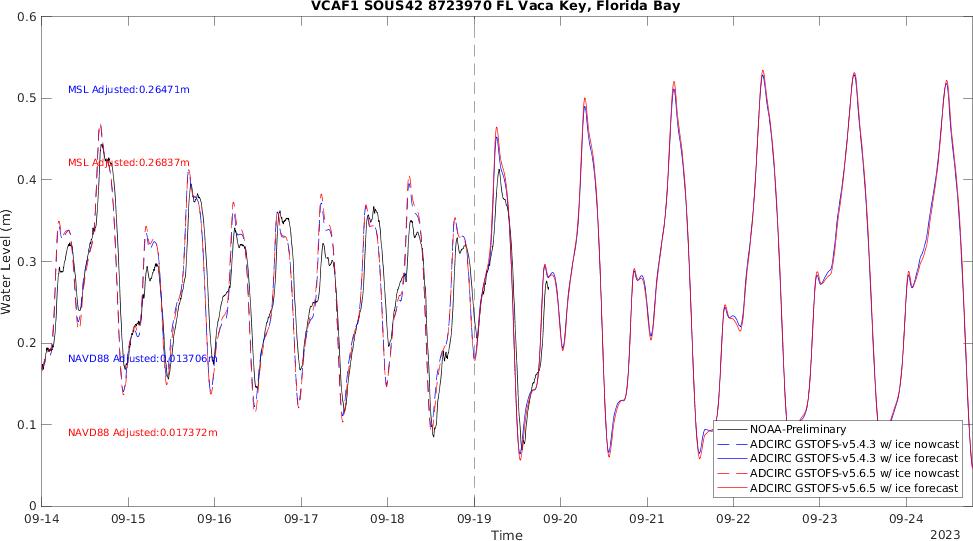 VCAF1 SOUS42 8723970 FL Vaca Key, Florida Bay
0.6
0.5
0.4
0.3
0.2
0.1
0
Water Level (m)
MSL Adjusted:0.26471m
MSL Adjusted:0.26837m
NAVD88 Adjusted:0.013706m
NAVD88 Adjusted:0.017372m
NOAA-Preliminary
ADCIRC GSTOFS-v5.4.3 w/ ice nowcast
ADCIRC GSTOFS-v5.4.3 w/ ice forecast
ADCIRC GSTOFS-v5.6.5 w/ ice nowcast
ADCIRC GSTOFS-v5.6.5 w/ ice forecast
09-14 09-15 09-16 09-17 09-18 09-19 09-20 09-21 09-22 09-23 09-24
Time
2023